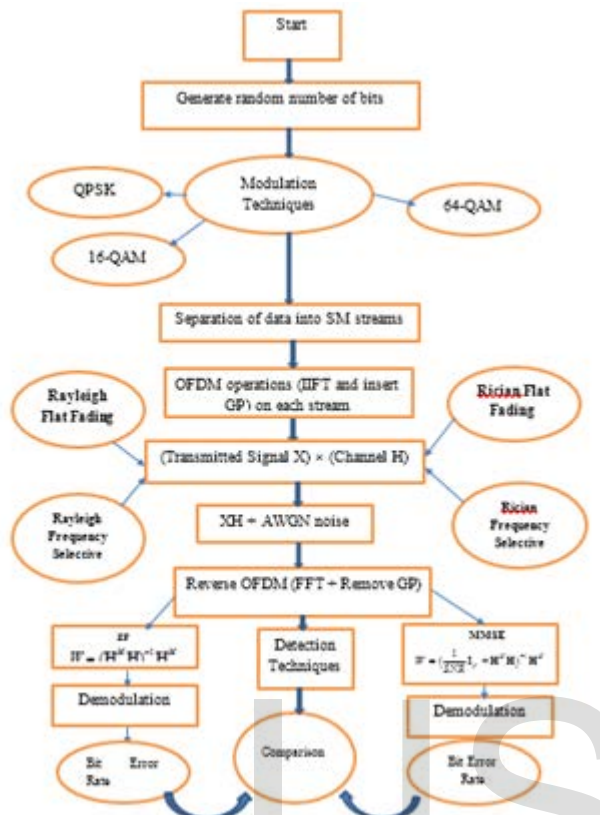 Start
Generate random number of bits
Modulation
Techniques
QPSK
64-QAM
16-QAM
Separation of data into SM streams
OFDM operations (IIFT and insert
GP) on each stream
Rayleigh
Flat Fading
Rician Flat
Fading
(Transmitted Signal X) × (Channel H)
Rayleigh
Frequency
Selective
Rician
Frequency
Selective
XH + AWGN noise
Reverse OFDM (FFT + Remove GP)
ZF
W = (H^H H)^-1 H^H
Detection
Techniques
MMSE
Demodulation
Demodulation
Bit Error
Rate
Comparison
Bit Error
Rate